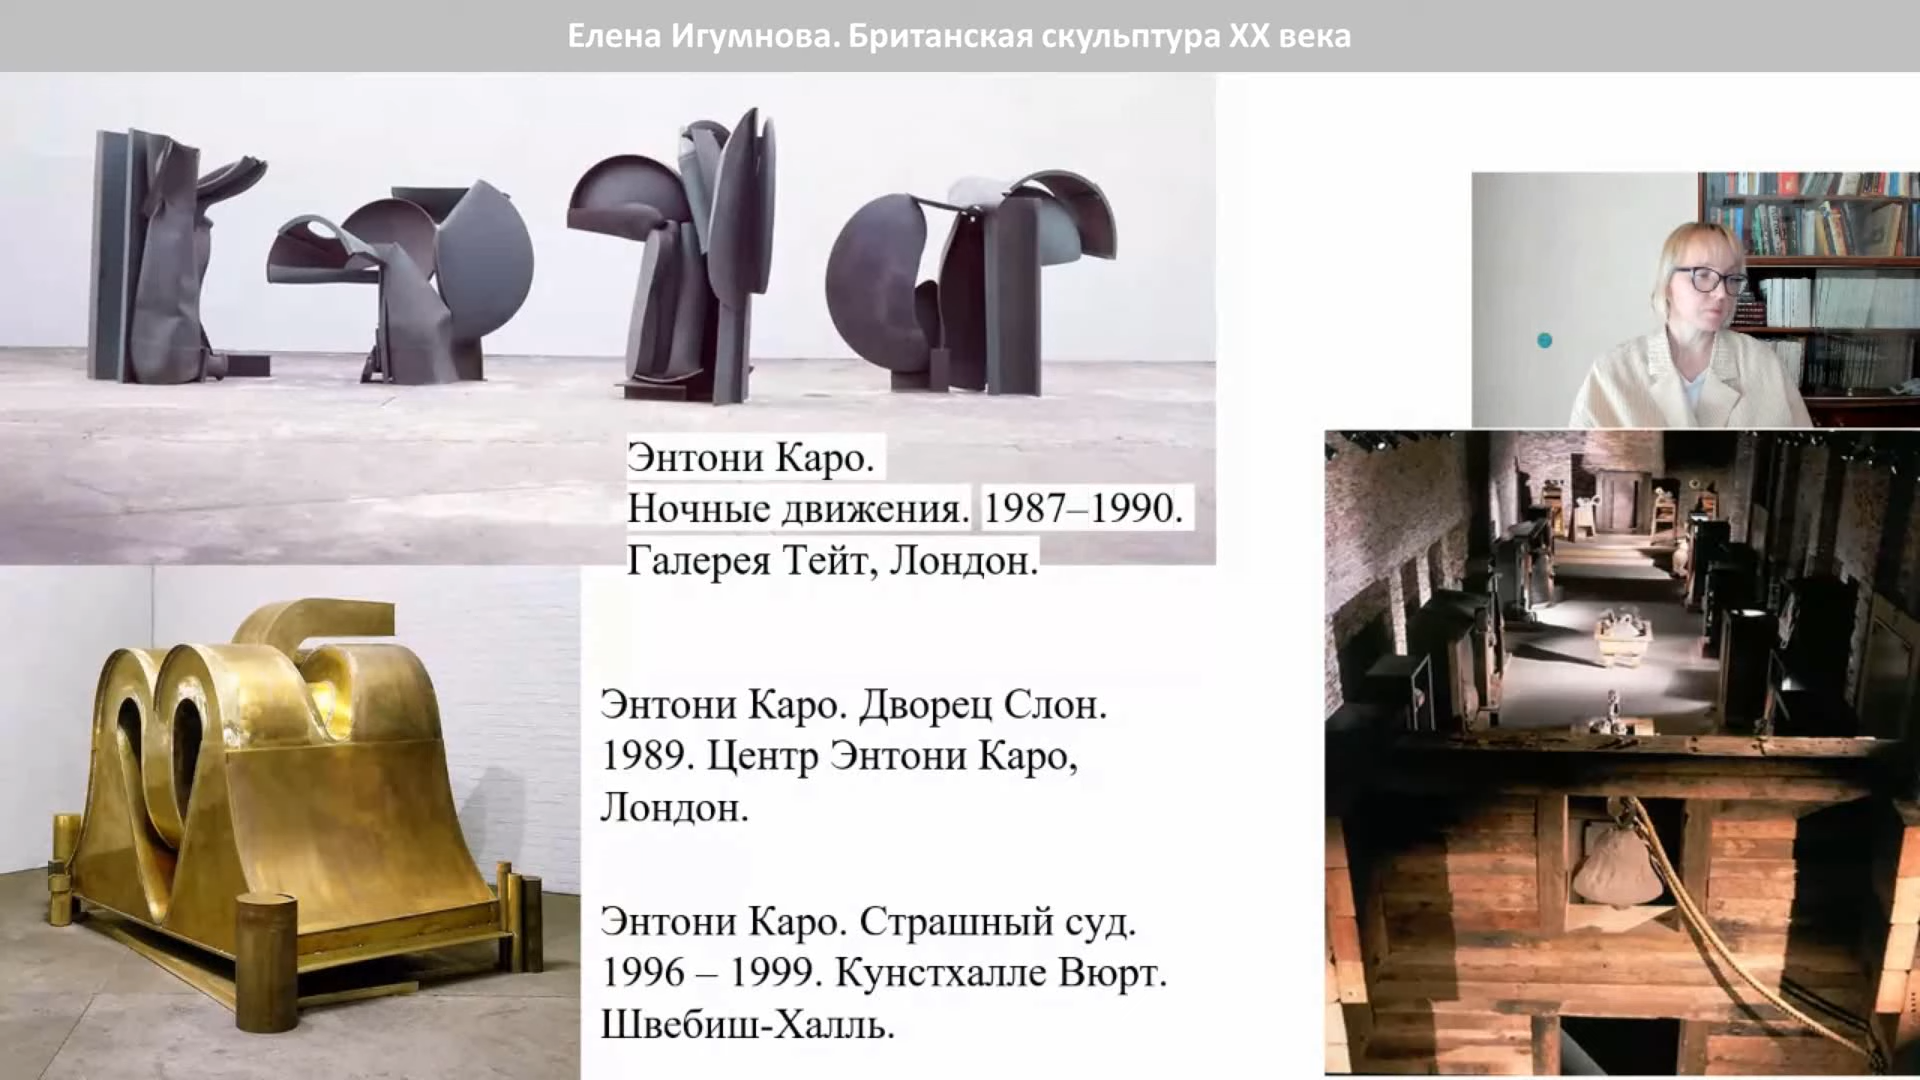 Елена Игумнова. Британская скульптура XX века
Энтони Каро.
Ночные движения. 1987–1990.
Галерея Тейт, Лондон.
Энтони Каро. Дворец Слон.
1989. Центр Энтони Каро,
Лондон.
Энтони Каро. Страшный суд.
1996 – 1999. Кунстхалле Вюрт.
Швебиш-Халль.